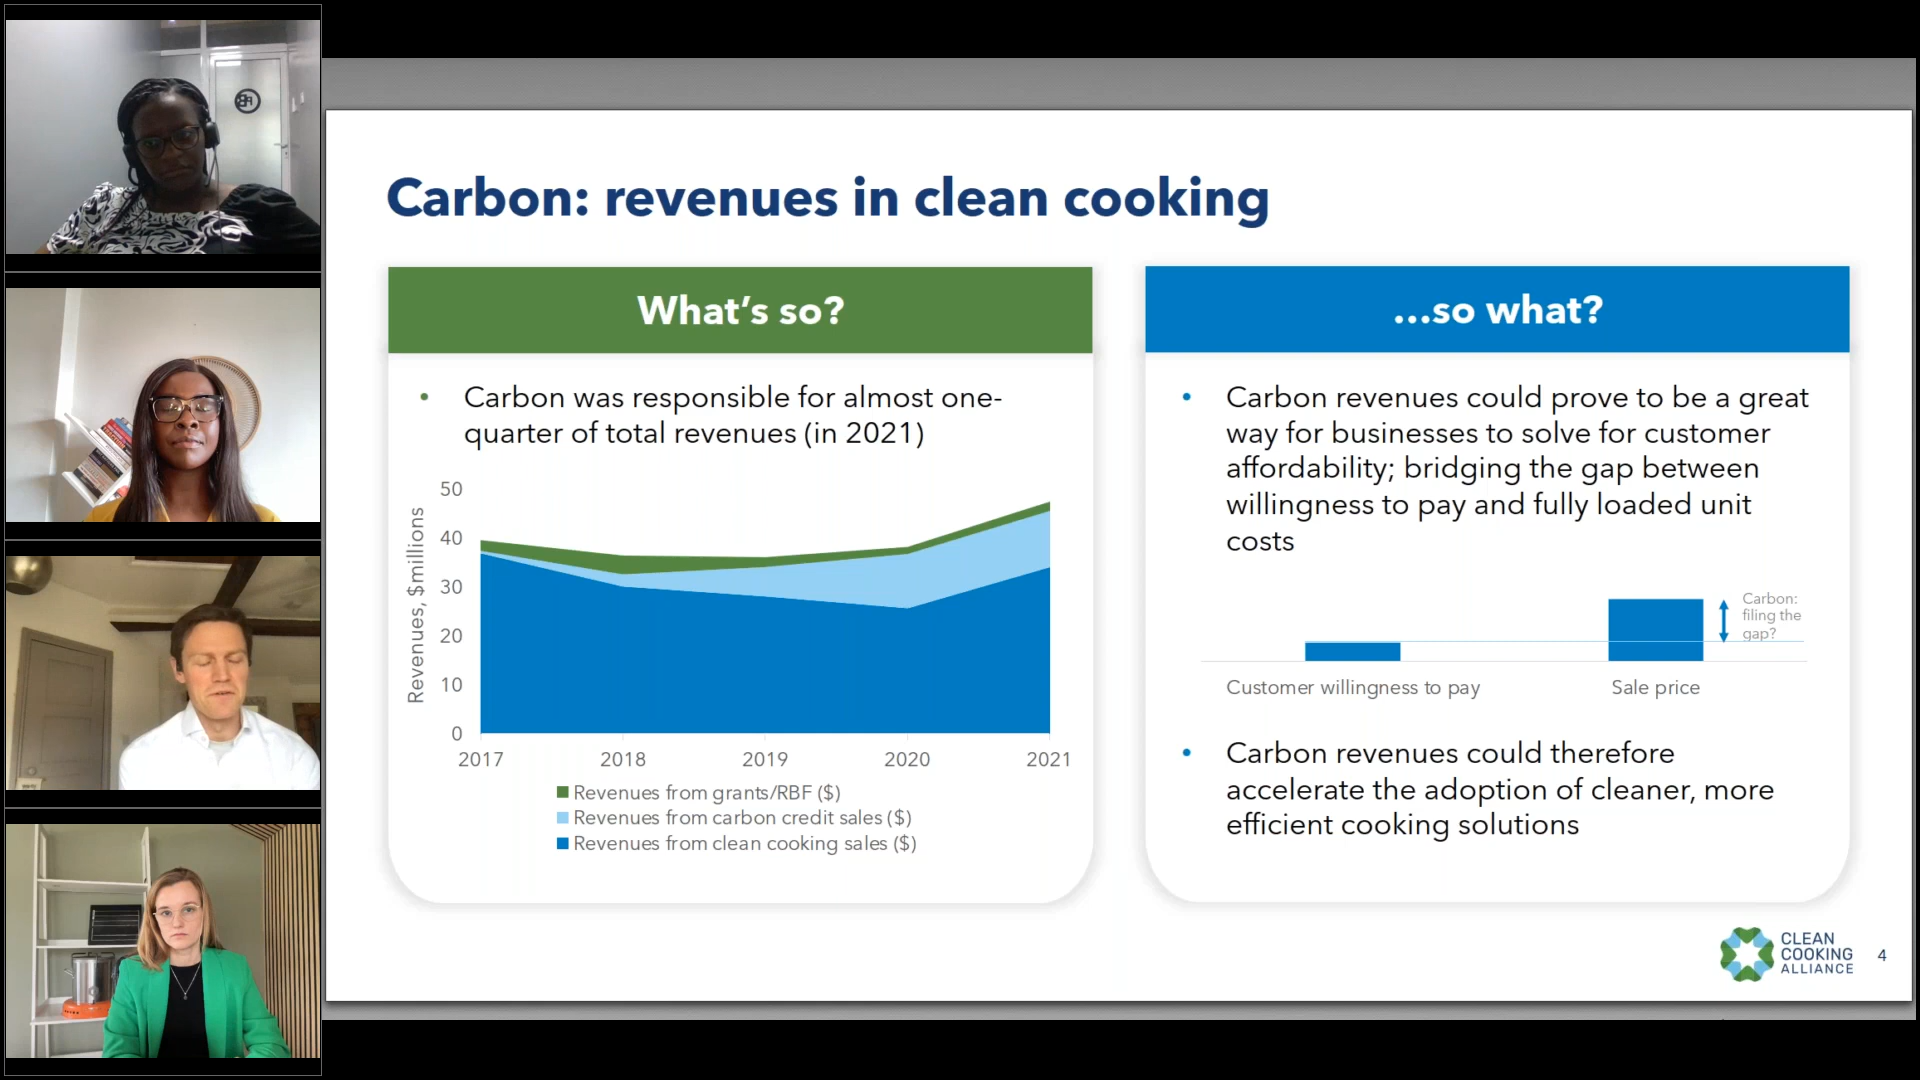 Carbon: revenues in clean cooking
What's so?
• Carbon was responsible for almost one-
quarter of total revenues (in 2021)
Revenues, $millions
50
40
30
20
10
0
2017 2018 2019 2020 2021
Revenues from grants/RBF ($)
Revenues from carbon credit sales ($)
Revenues from clean cooking sales ($)
...so what?
• Carbon revenues could prove to be a great
way for businesses to solve for customer
affordability; bridging the gap between
willingness to pay and fully loaded unit
costs
Carbon:
filing the
gap?
Customer willingness to pay Sale price
• Carbon revenues could therefore
accelerate the adoption of cleaner, more
efficient cooking solutions
CLEAN
COOKING
ALLIANCE
4